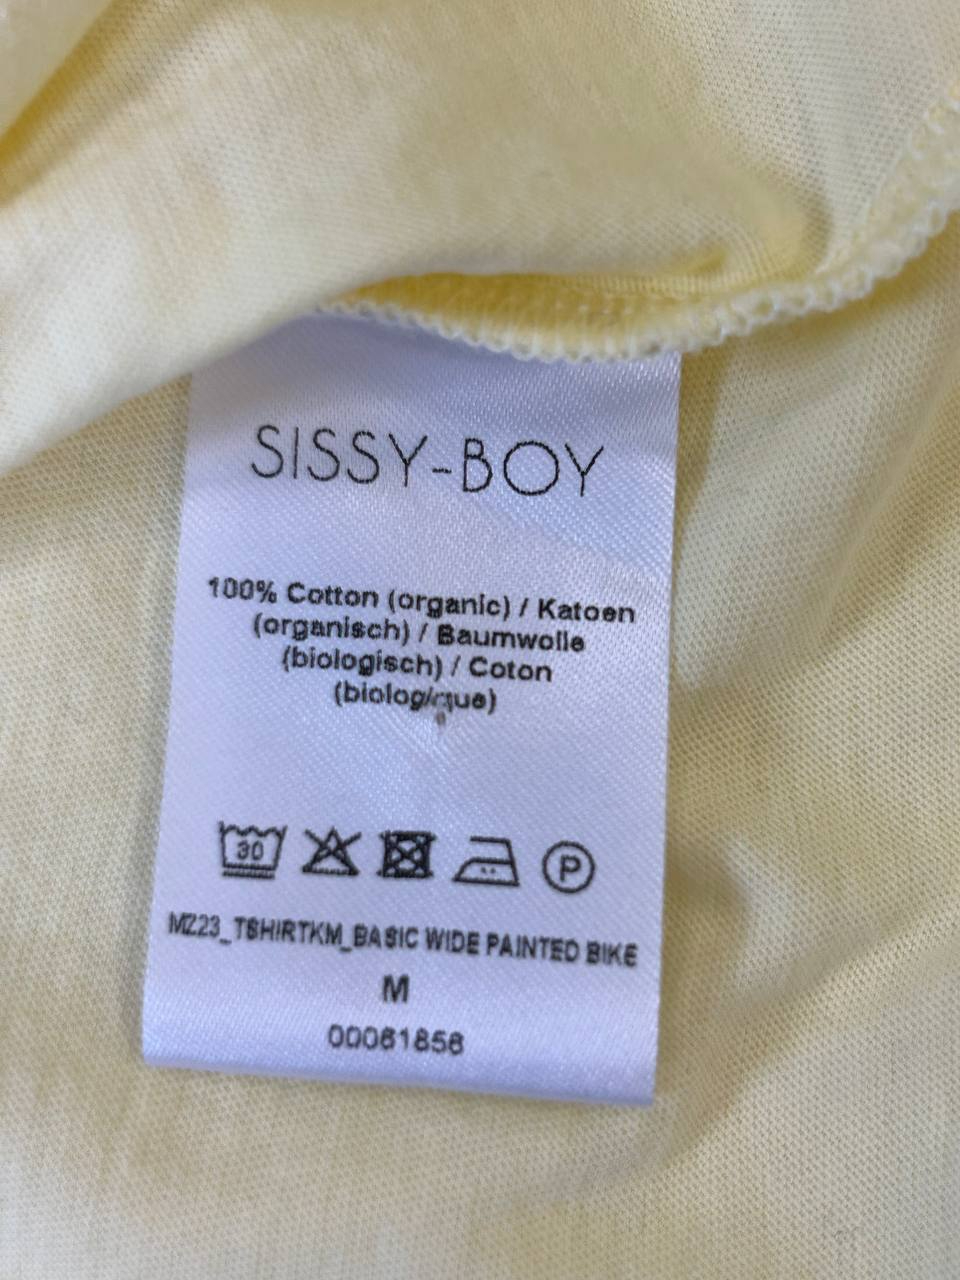 SISSY-BOY
100% Cotton (organic) / Katoen
(organisch) / Baumwolle
(biologisch) / Coton
(biologique)
30
P
MZ23_TSHIRTKM_BASIC WIDE PAINTED BIKE
M
00061856